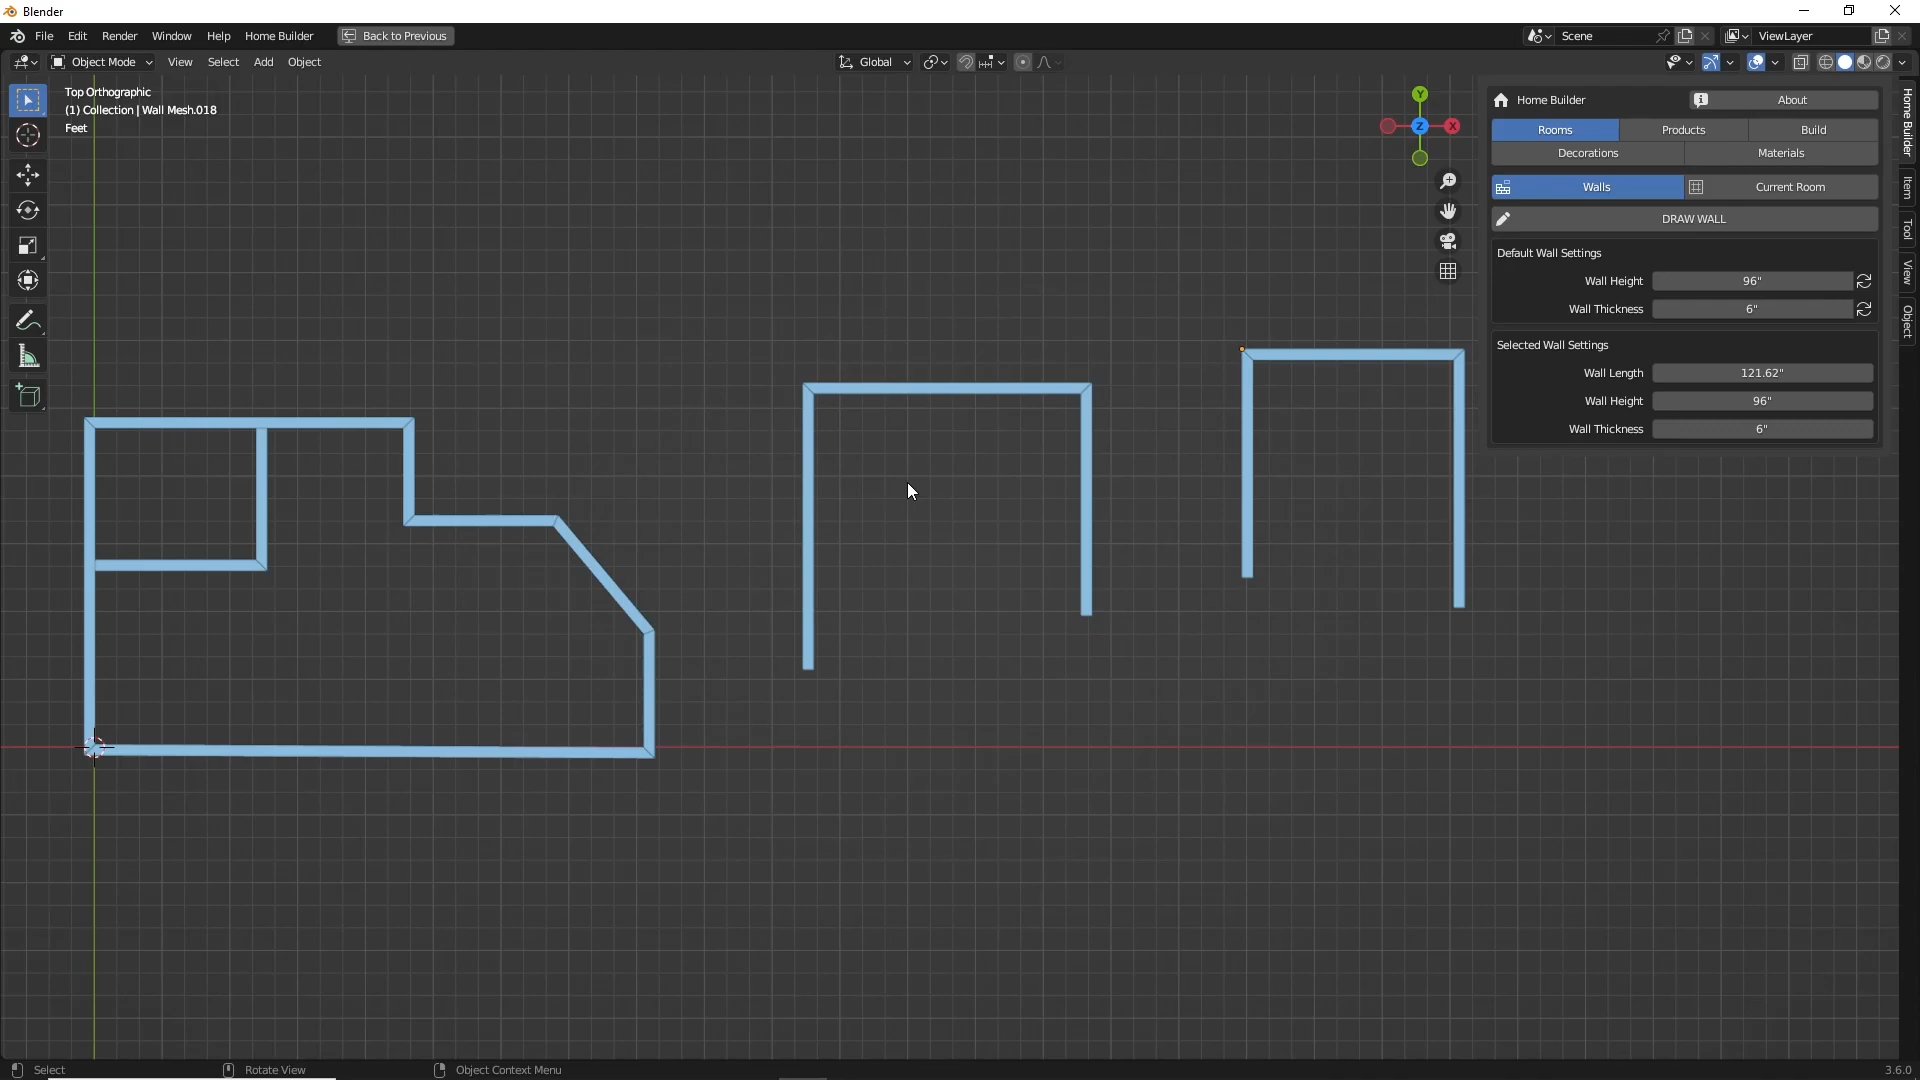 Blender
File Edit Render Window Help Home Builder Back to Previous Scene ViewLayer
Object Mode View Select Add Object Global
Top Orthographic
(1) Collection | Wall Mesh.018
Feet
Y
Z X
Home Builder About
Rooms Products Build
Decorations Materials
Walls Current Room
DRAW WALL
Default Wall Settings
Wall Height 96"
Wall Thickness 6"
Selected Wall Settings
Wall Length 121.62"
Wall Height 96"
Wall Thickness 6"
Home Builder
Item
Tool
View
Object
Select Rotate View Object Context Menu 3.6.0